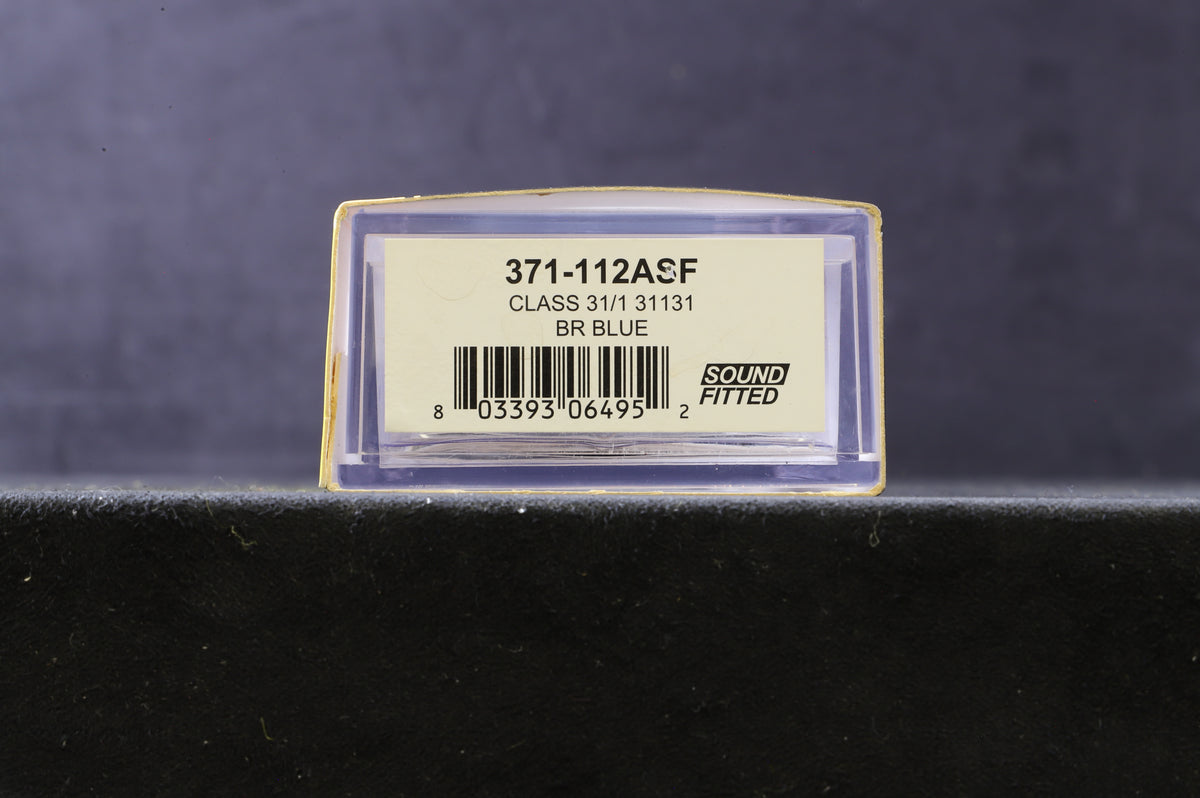 371-112ASF
CLASS 31/1 31131
BR BLUE
8 03393 06495 2
SOUND
FITTED